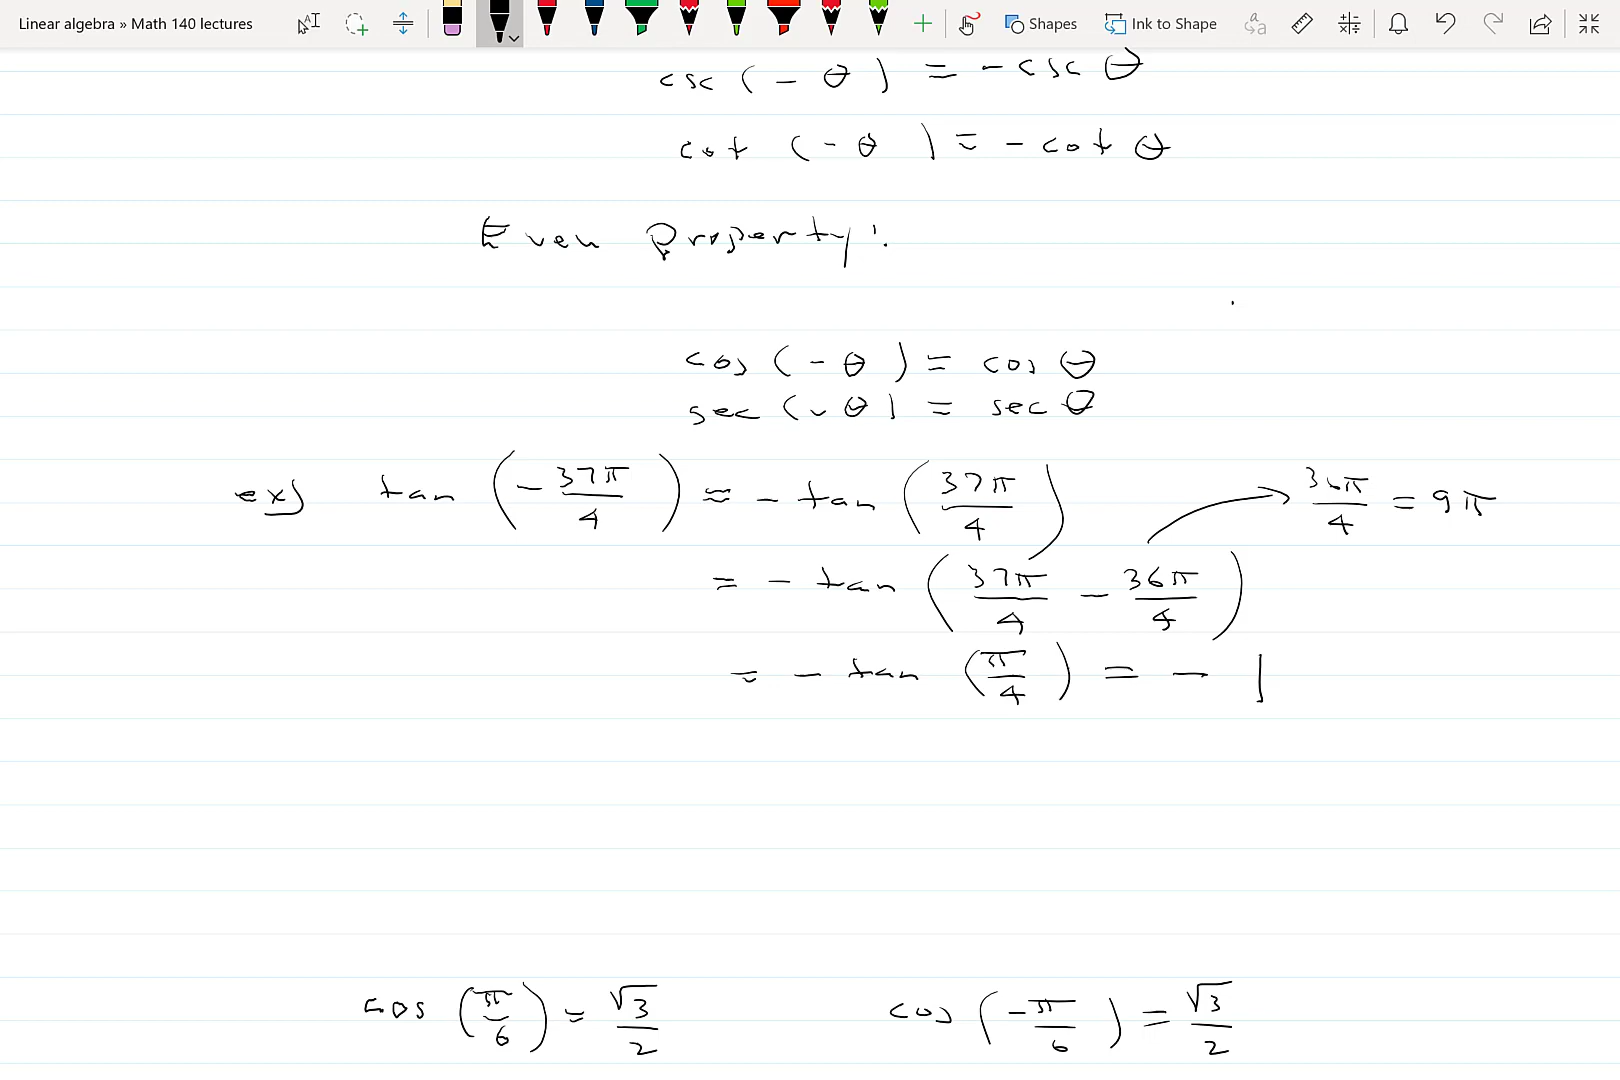 Linear algebra » Math 140 lectures Shapes Ink to Shape
csc (-θ) = -csc θ
cot (-θ) = -cot θ
Even Property:
cos (-θ) = cos θ
sec (-θ) = sec θ
ex) tan (-37π/4) = -tan (37π/4) → 36π/4 = 9π
= -tan (37π/4 - 36π/4)
= -tan (π/4) = -1
cos (π/6) = √3/2 cos (-π/6) = √3/2